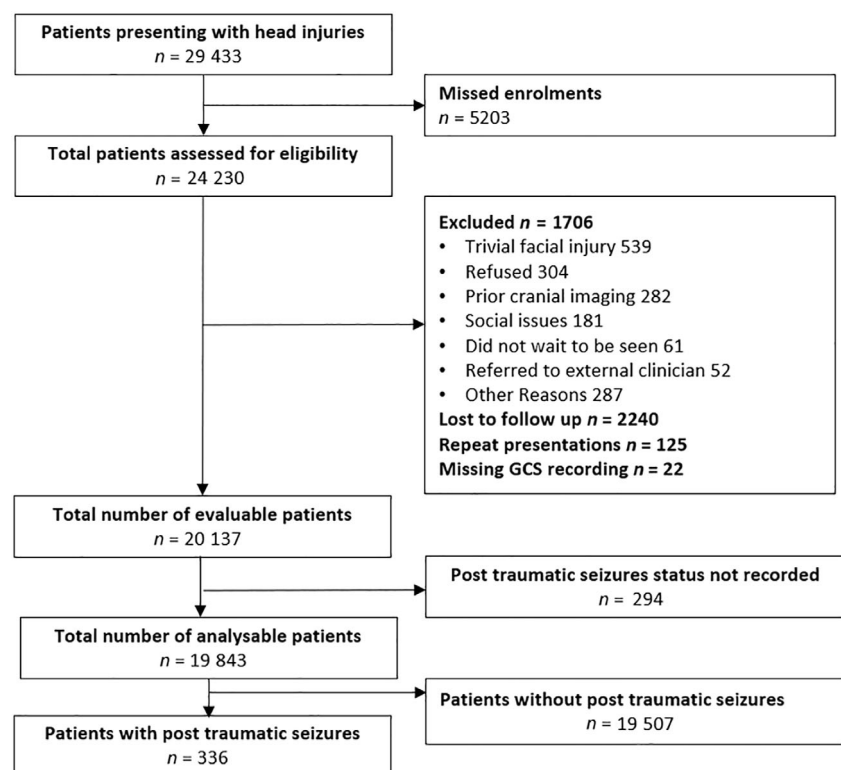 Patients presenting with head injuries
n = 29 433
Missed enrolments
n = 5203
Total patients assessed for eligibility
n = 24 230
Excluded n = 1706
• Trivial facial injury 539
• Refused 304
• Prior cranial imaging 282
• Social issues 181
• Did not wait to be seen 61
• Referred to external clinician 52
• Other Reasons 287
Lost to follow up n = 2240
Repeat presentations n = 125
Missing GCS recording n = 22
Total number of evaluable patients
n = 20 137
Post traumatic seizures status not recorded
n = 294
Total number of analysable patients
n = 19 843
Patients without post traumatic seizures
n = 19 507
Patients with post traumatic seizures
n = 336